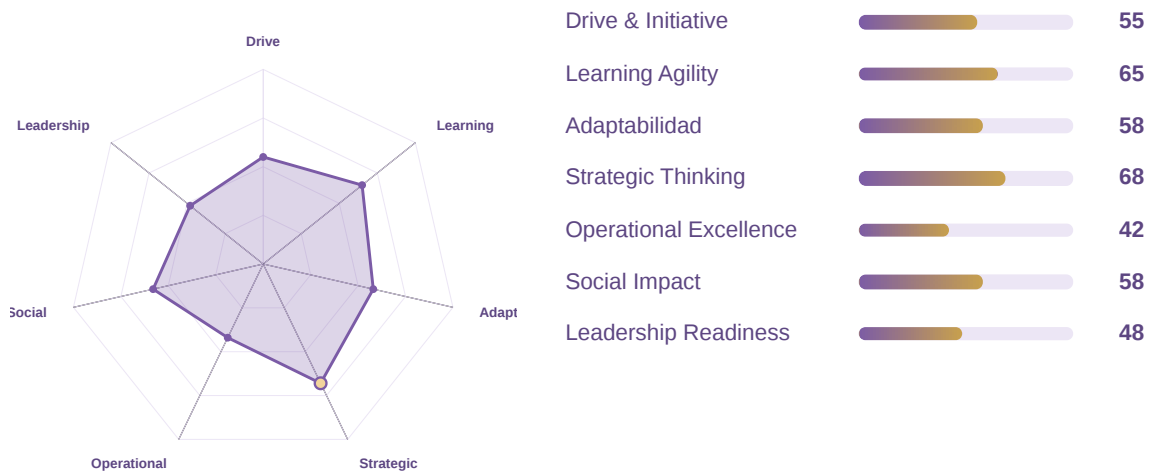 Drive
Leadership
Learning
Social
Adapt
Operational
Strategic
Drive & Initiative 55
Learning Agility 65
Adaptabilidad 58
Strategic Thinking 68
Operational Excellence 42
Social Impact 58
Leadership Readiness 48